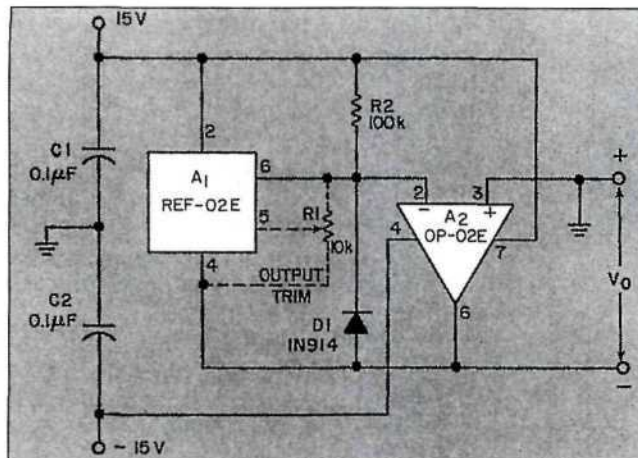 15V
C1
0.1µF
C2
0.1µF
~ 15V
2
A1
REF-02E
6
5
4
R1
10k
OUTPUT
TRIM
R2
100k
D1
1N914
2
3
4
-
+
A2
OP-02E
7
6
+
Vo
-